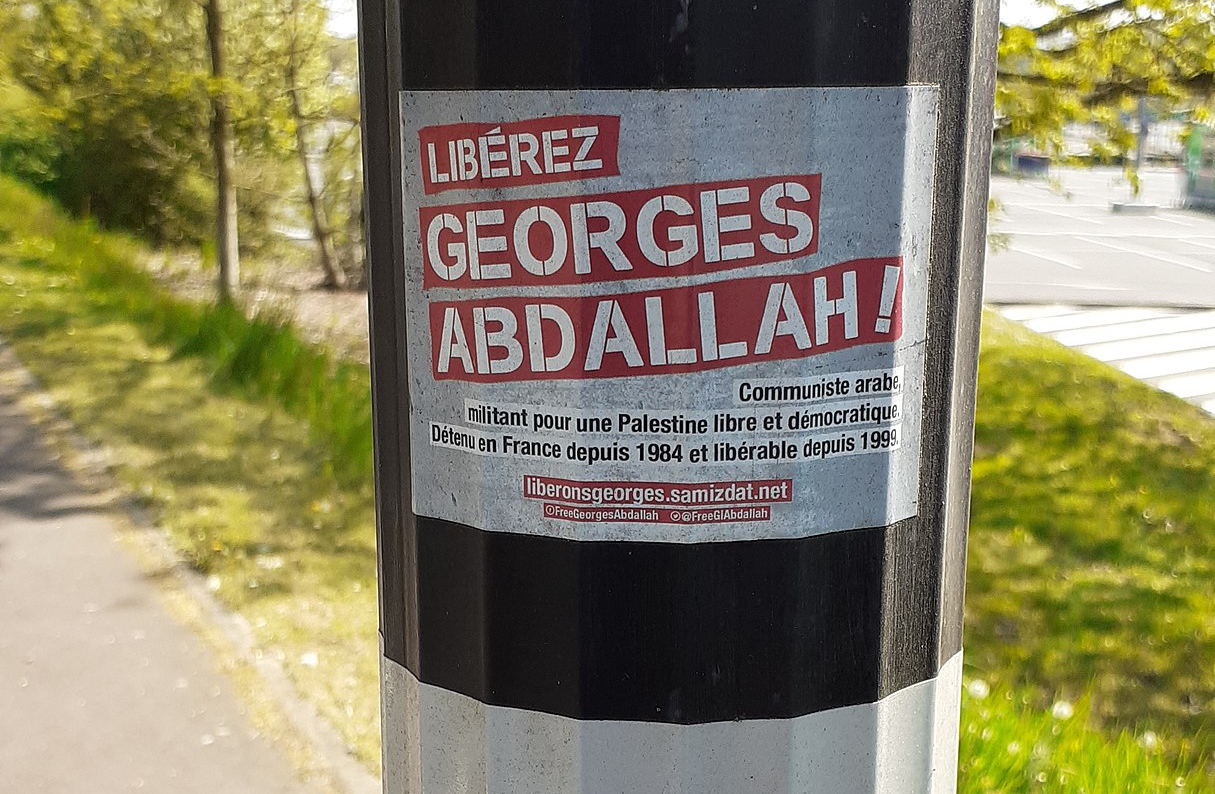 LIBÉREZ
GEORGES
ABDALLAH !
Communiste arabe,
militant pour une Palestine libre et démocratique.
Détenu en France depuis 1984 et libérable depuis 1999.
liberonsgeorges.samizdat.net
FreeGeorgesAbdallah @FreeGIAbdallah